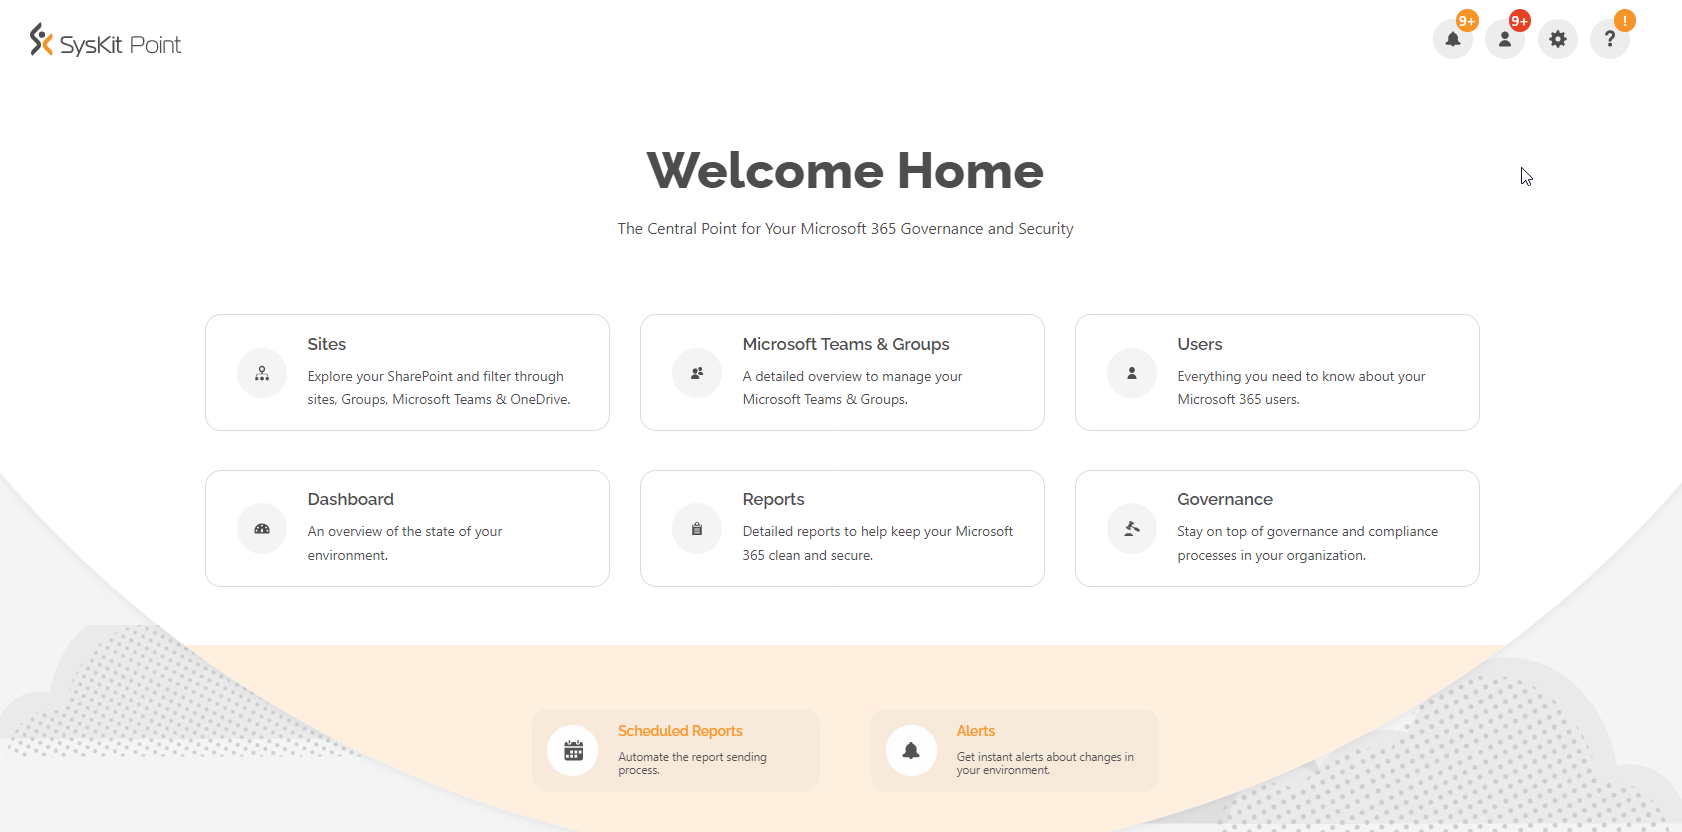 SysKit Point
9+
9+
!
?
Welcome Home
The Central Point for Your Microsoft 365 Governance and Security
Sites
Explore your SharePoint and filter through
sites, Groups, Microsoft Teams & OneDrive.
Microsoft Teams & Groups
A detailed overview to manage your
Microsoft Teams & Groups.
Users
Everything you need to know about your
Microsoft 365 users.
Dashboard
An overview of the state of your
environment.
Reports
Detailed reports to help keep your Microsoft
365 clean and secure.
Governance
Stay on top of governance and compliance
processes in your organization.
Scheduled Reports
Automate the report sending
process.
Alerts
Get instant alerts about changes in
your environment.